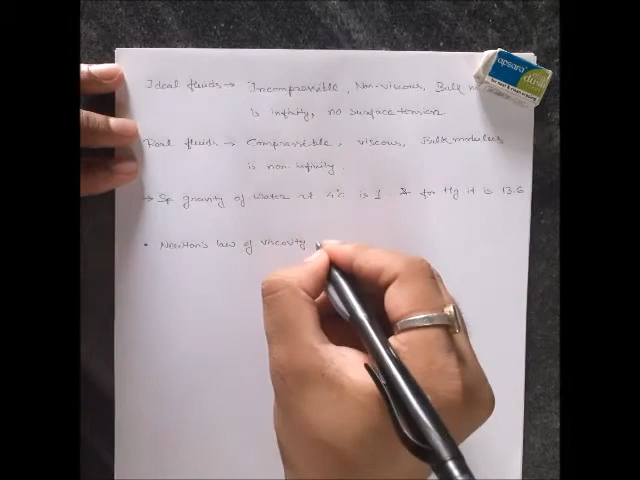 Ideal fluids → Incompressible, Non-viscous, Bulk
is infinity, no surface tension
Real fluids → Compressible, viscous, Bulk modulus
is non infinity.
→ Sp gravity of water at 4°C is 1. & for Hg it is 13.6
• Newton's law of viscosity
apsara